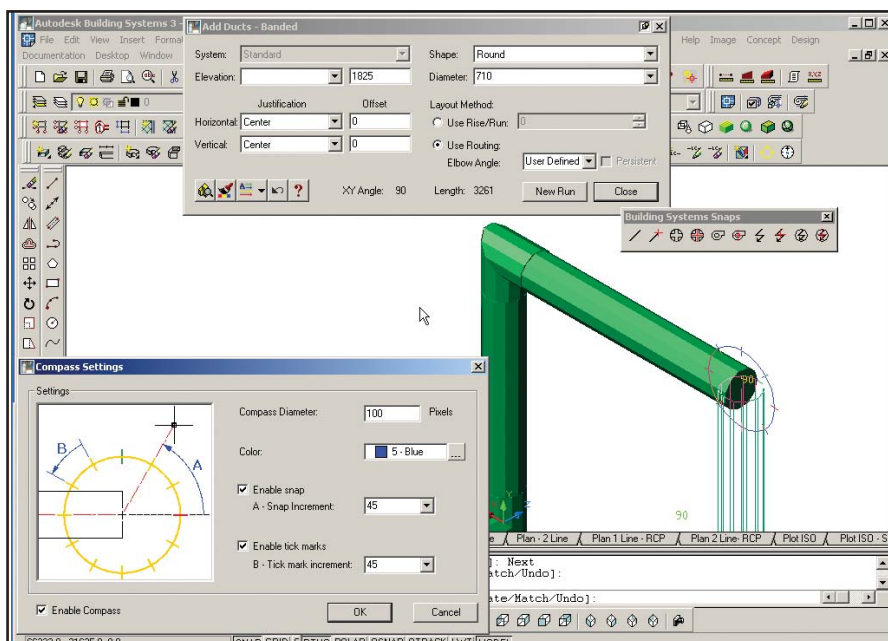 Autodesk Building Systems 3 -
Add Ducts - Banded
File Edit View Insert Format
Help Image Concept Design
Documentation Desktop Window
System: Standard
Shape: Round
Elevation: 1825
Diameter: 710
Justification Offset
Layout Method:
Horizontal: Center 0
Use Rise/Run: 0
Vertical: Center 0
Use Routing:
Elbow Angle: User Defined Persistent
XY Angle: 90 Length: 3261 New Run Close
Building Systems Snaps
90
Compass Settings
Settings
B
A
Compass Diameter: 100 Pixels
Color: 5 - Blue ...
Enable snap
A - Snap Increment: 45
Enable tick marks
B - Tick mark increment: 45
Enable Compass OK Cancel
Y
Z
90
Plan - 2 Line Plan 1 Line - RCP Plan 2 Line- RCP Plot ISO Plot ISO - S
]: Next
atch/Undo]:
ate/Match/Undo]: